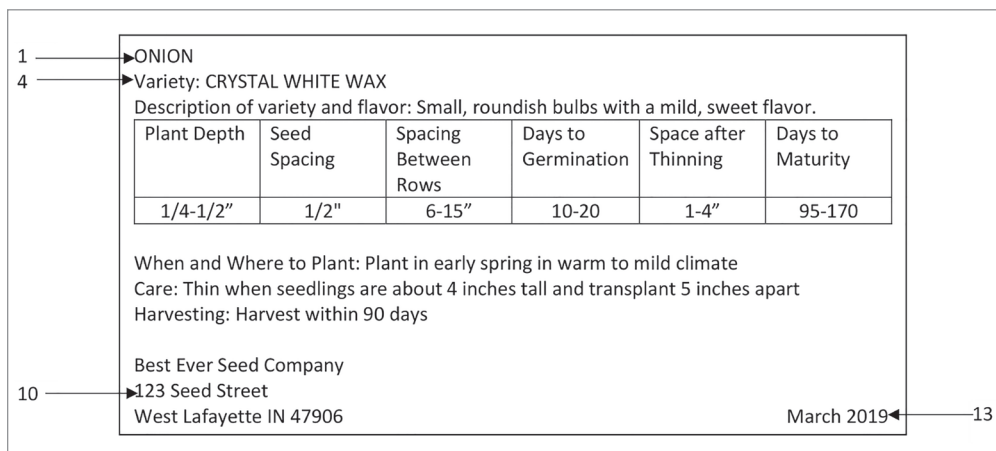 1
ONION
4
Variety: CRYSTAL WHITE WAX
Description of variety and flavor: Small, roundish bulbs with a mild, sweet flavor.
Plant Depth
Seed
Spacing
Spacing
Between
Rows
Days to
Germination
Space after
Thinning
Days to
Maturity
1/4-1/2”
1/2"
6-15”
10-20
1-4”
95-170
When and Where to Plant: Plant in early spring in warm to mild climate
Care: Thin when seedlings are about 4 inches tall and transplant 5 inches apart
Harvesting: Harvest within 90 days
Best Ever Seed Company
10
123 Seed Street
West Lafayette IN 47906
March 2019
13